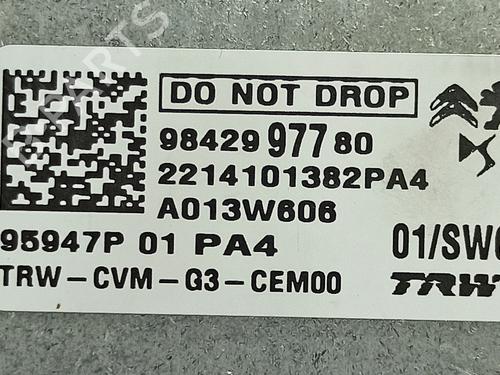 DO NOT DROP
98429 977 80
2214101382PA4
A013W606
95947P 01 PA4
01/SW
TRW-CVM-G3-CEM00
TRW